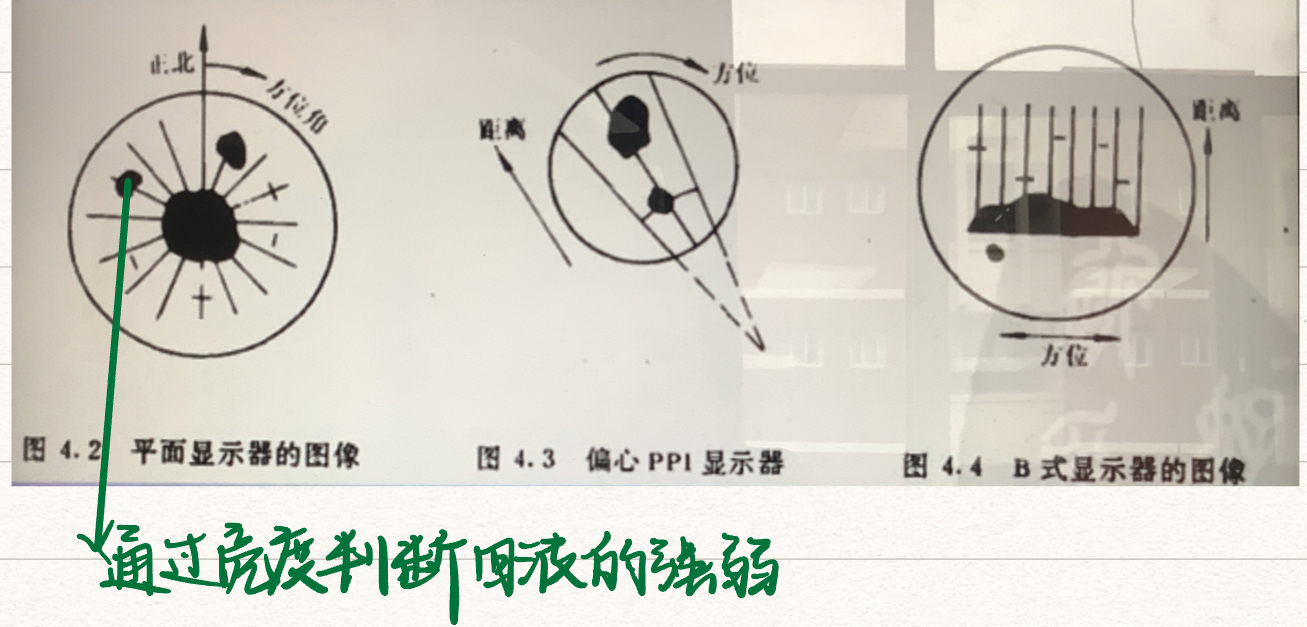 正北
方位角
方位
距离
距离
方位
图 4.2 平面显示器的图像
图 4.3 偏心 PPI 显示器
图 4.4 B 式显示器的图像
通过亮度判断回波的强弱